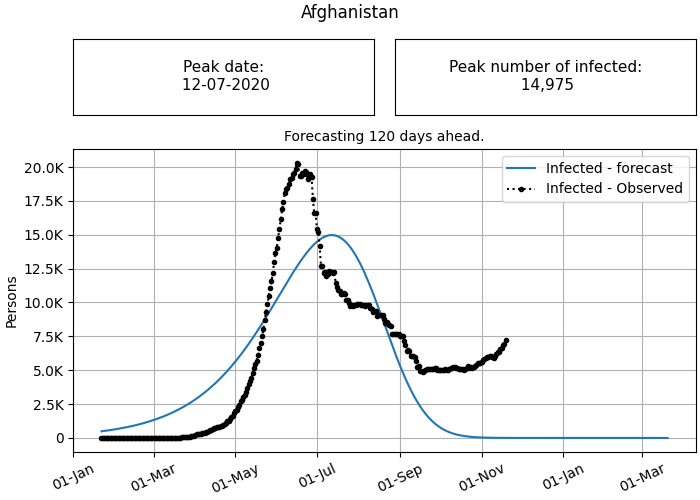 Afghanistan
Peak date:
12-07-2020
Peak number of infected:
14,975
Forecasting 120 days ahead.
Infected - forecast
Infected - Observed
Persons
20.0K
17.5K
15.0K
12.5K
10.0K
7.5K
5.0K
2.5K
0
01-Jan
01-Mar
01-May
01-Jul
01-Sep
01-Nov
01-Jan
01-Mar